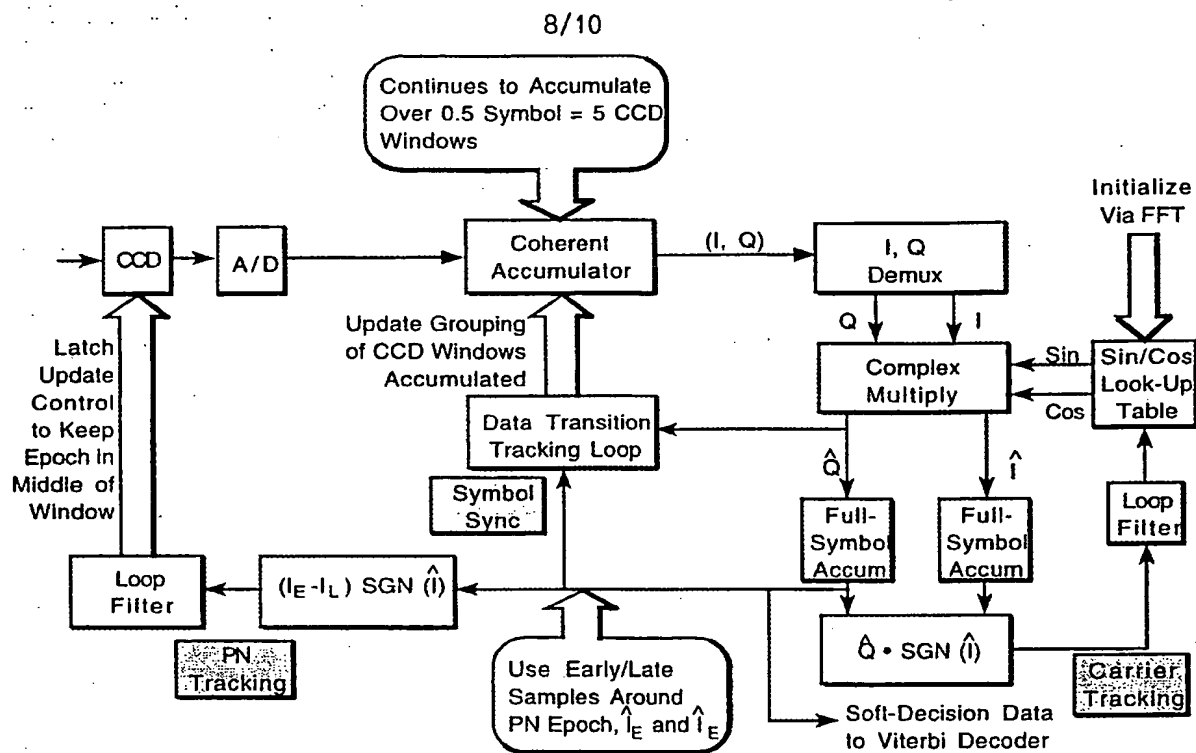 8/10
Continues to Accumulate
Over 0.5 Symbol = 5 CCD
Windows
Initialize
Via FFT
CCD
A/D
Coherent
Accumulator
(I, Q)
I, Q
Demux
Q
I
Latch
Update
Control
to Keep
Epoch in
Middle of
Window
Update Grouping
of CCD Windows
Accumulated
Complex
Multiply
Sin
Cos
Sin/Cos
Look-Up
Table
Data Transition
Tracking Loop
Symbol
Sync
Q̂
Î
Full-
Symbol
Accum
Full-
Symbol
Accum
Loop
Filter
Loop
Filter
(I_E-I_L) SGN (Î)
PN
Tracking
Use Early/Late
Samples Around
PN Epoch, Î_E and Î_E
Q̂ • SGN (Î)
Carrier
Tracking
Soft-Decision Data
to Viterbi Decoder